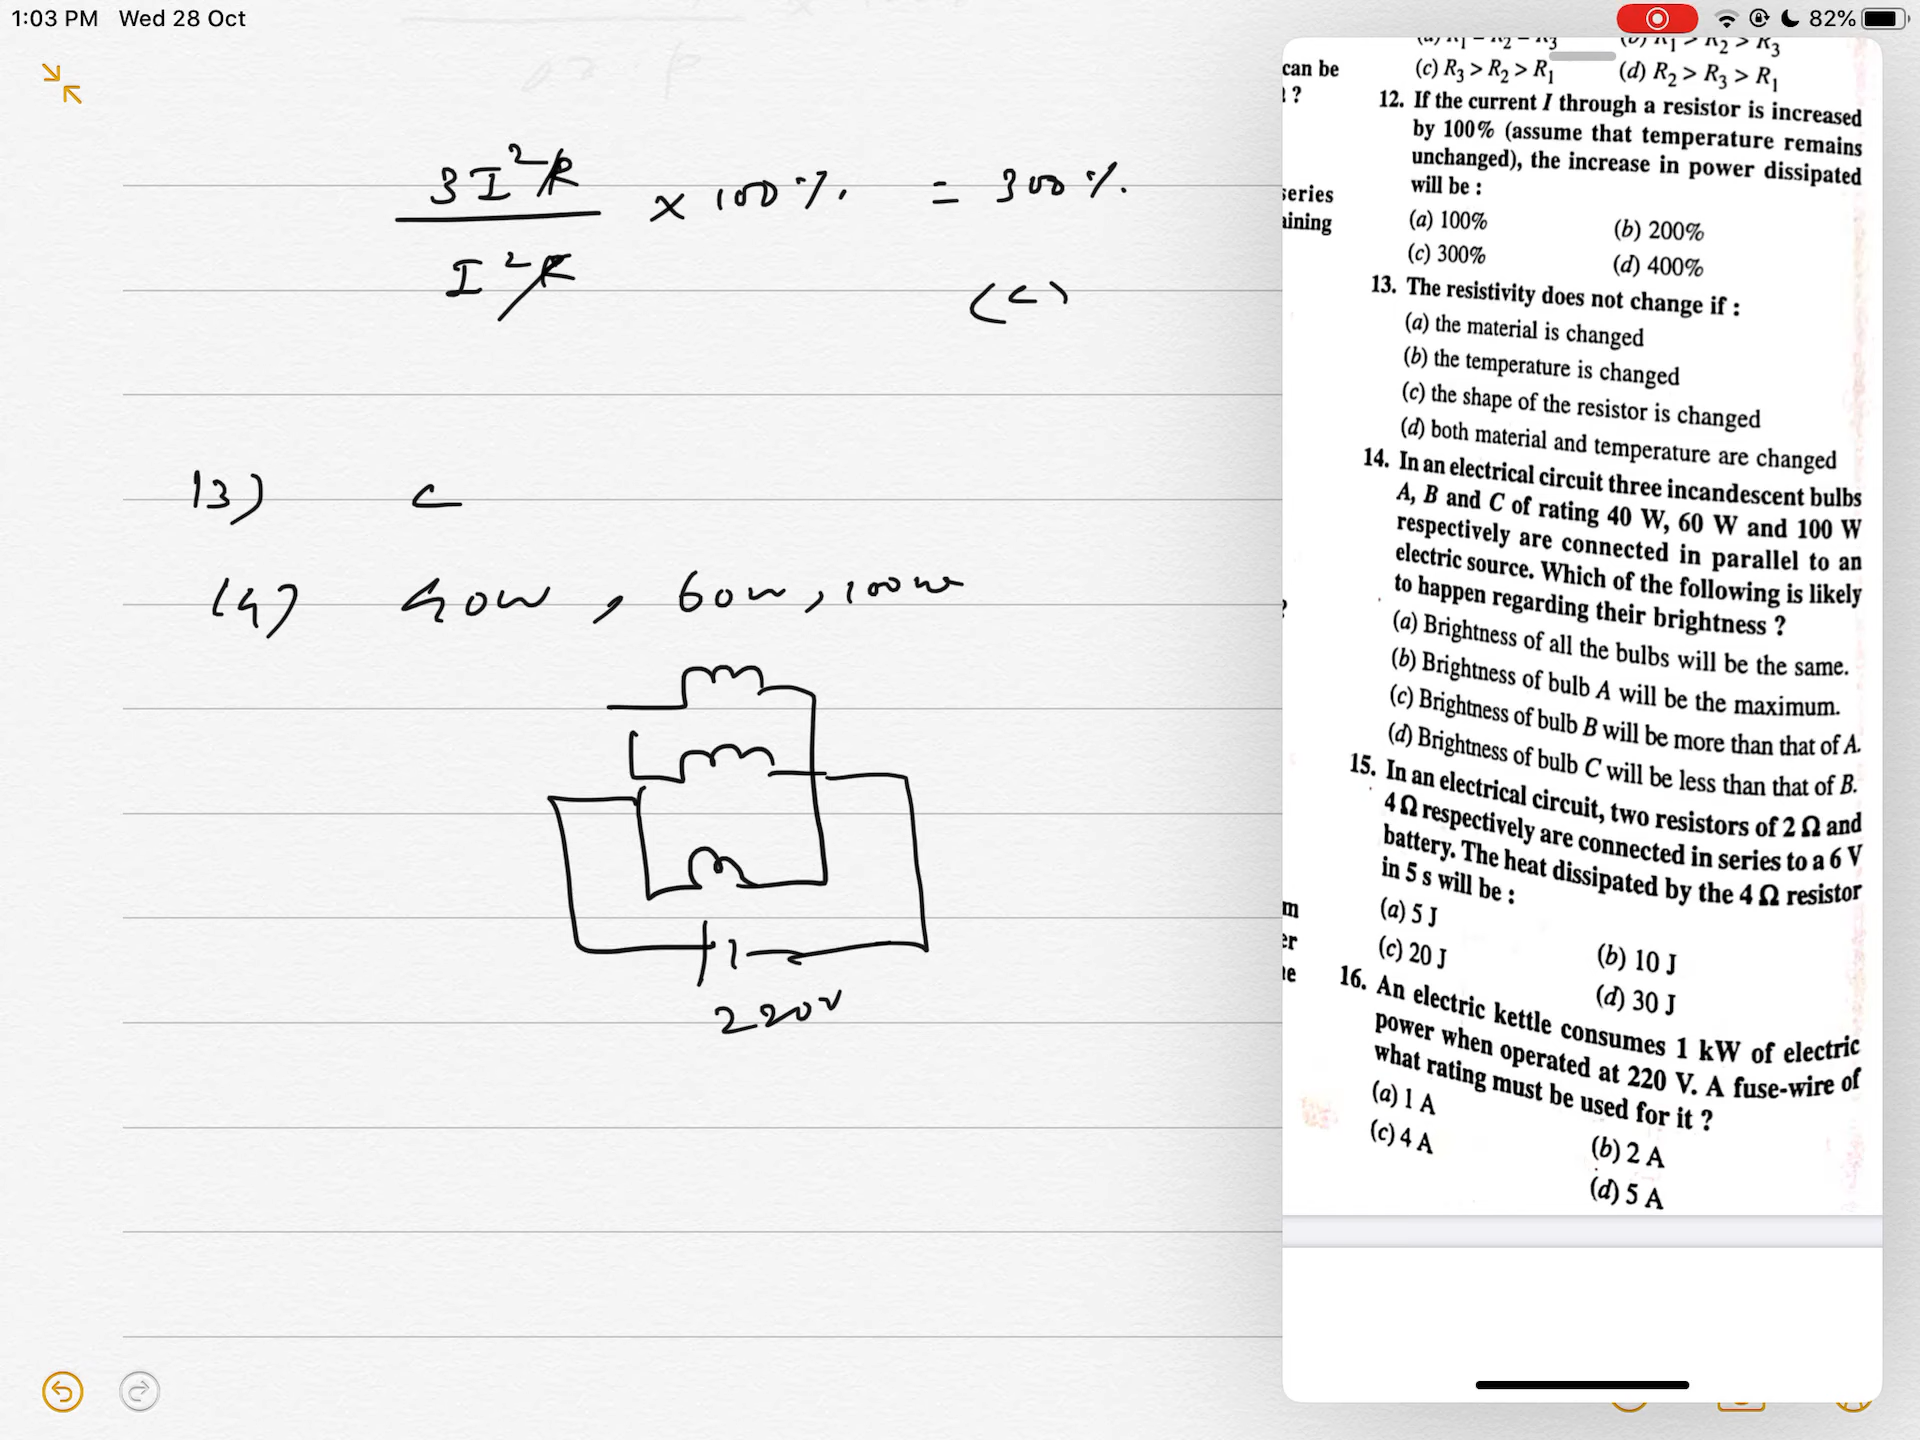 1:03 PM Wed 28 Oct
82%
3I²R
× 100 %. = 300 %.
I²R
(c)
13) c
14) 40W, 60W, 100W
220V
can be
?
series
aining
m
er
ne
(c) R₃ > R₂ > R₁ (d) R₂ > R₃ > R₁
12. If the current I through a resistor is increased
by 100% (assume that temperature remains
unchanged), the increase in power dissipated
will be :
(a) 100% (b) 200%
(c) 300% (d) 400%
13. The resistivity does not change if :
(a) the material is changed
(b) the temperature is changed
(c) the shape of the resistor is changed
(d) both material and temperature are changed
14. In an electrical circuit three incandescent bulbs
A, B and C of rating 40 W, 60 W and 100 W
respectively are connected in parallel to an
electric source. Which of the following is likely
to happen regarding their brightness ?
(a) Brightness of all the bulbs will be the same.
(b) Brightness of bulb A will be the maximum.
(c) Brightness of bulb B will be more than that of A.
(d) Brightness of bulb C will be less than that of B.
15. In an electrical circuit, two resistors of 2 Ω and
4 Ω respectively are connected in series to a 6 V
battery. The heat dissipated by the 4 Ω resistor
in 5 s will be :
(a) 5 J (b) 10 J
(c) 20 J (d) 30 J
16. An electric kettle consumes 1 kW of electric
power when operated at 220 V. A fuse-wire of
what rating must be used for it ?
(a) 1 A (b) 2 A
(c) 4 A (d) 5 A